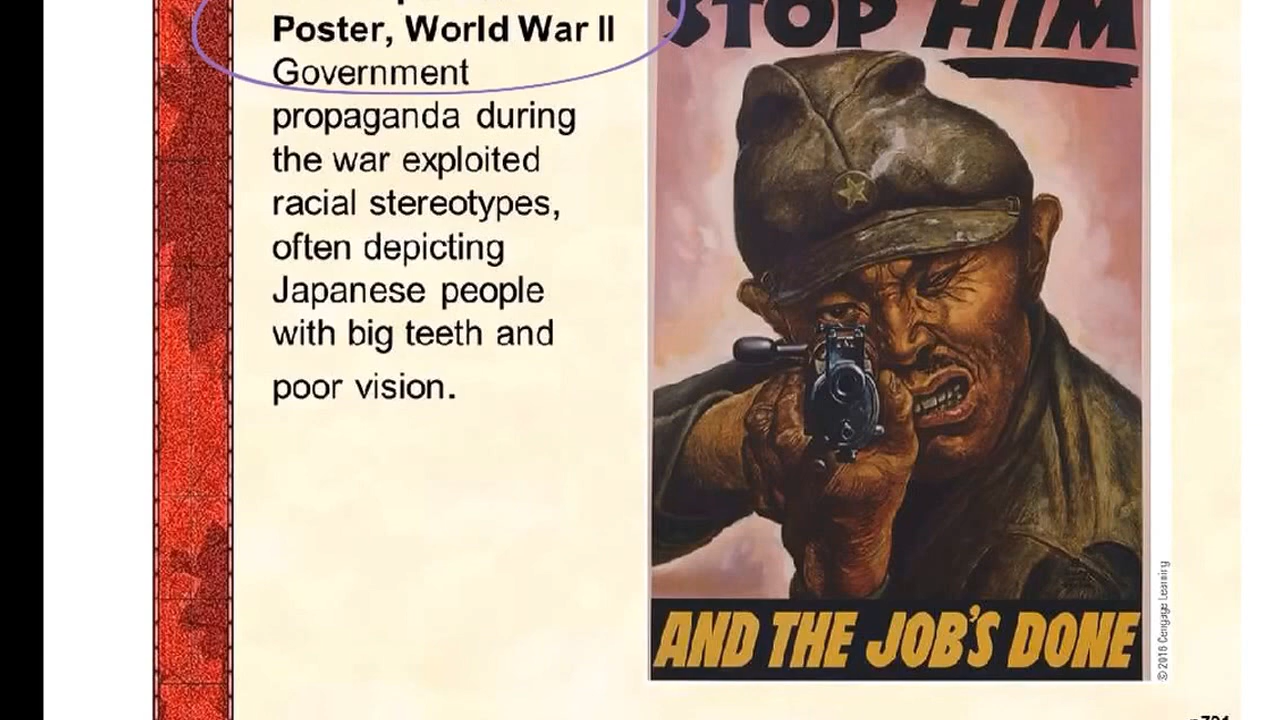 Poster, World War II
Government
propaganda during
the war exploited
racial stereotypes,
often depicting
Japanese people
with big teeth and
poor vision.
STOP HIM
AND THE JOB'S DONE
© 2016 Cengage Learning